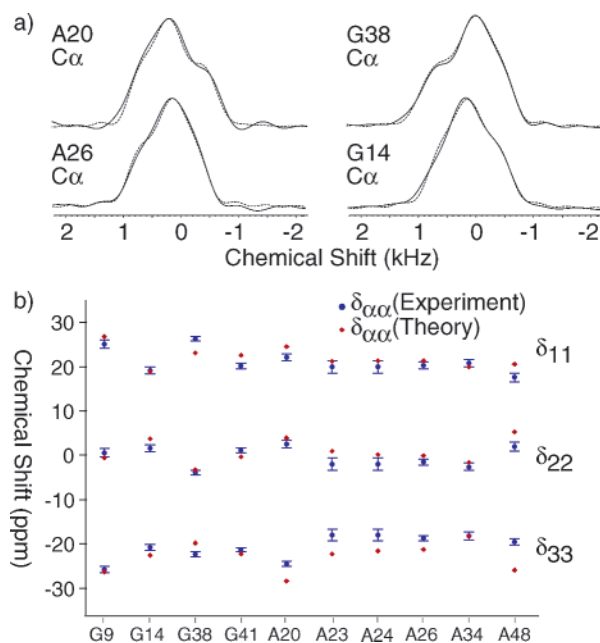 a)
A20
Cα
G38
Cα
A26
Cα
G14
Cα
2 1 0 -1 -2 2 1 0 -1 -2
Chemical Shift (kHz)
b)
δαα(Experiment)
δαα(Theory)
Chemical Shift (ppm)
30
20
10
0
-10
-20
-30
δ11
δ22
δ33
G9 G14 G38 G41 A20 A23 A24 A26 A34 A48